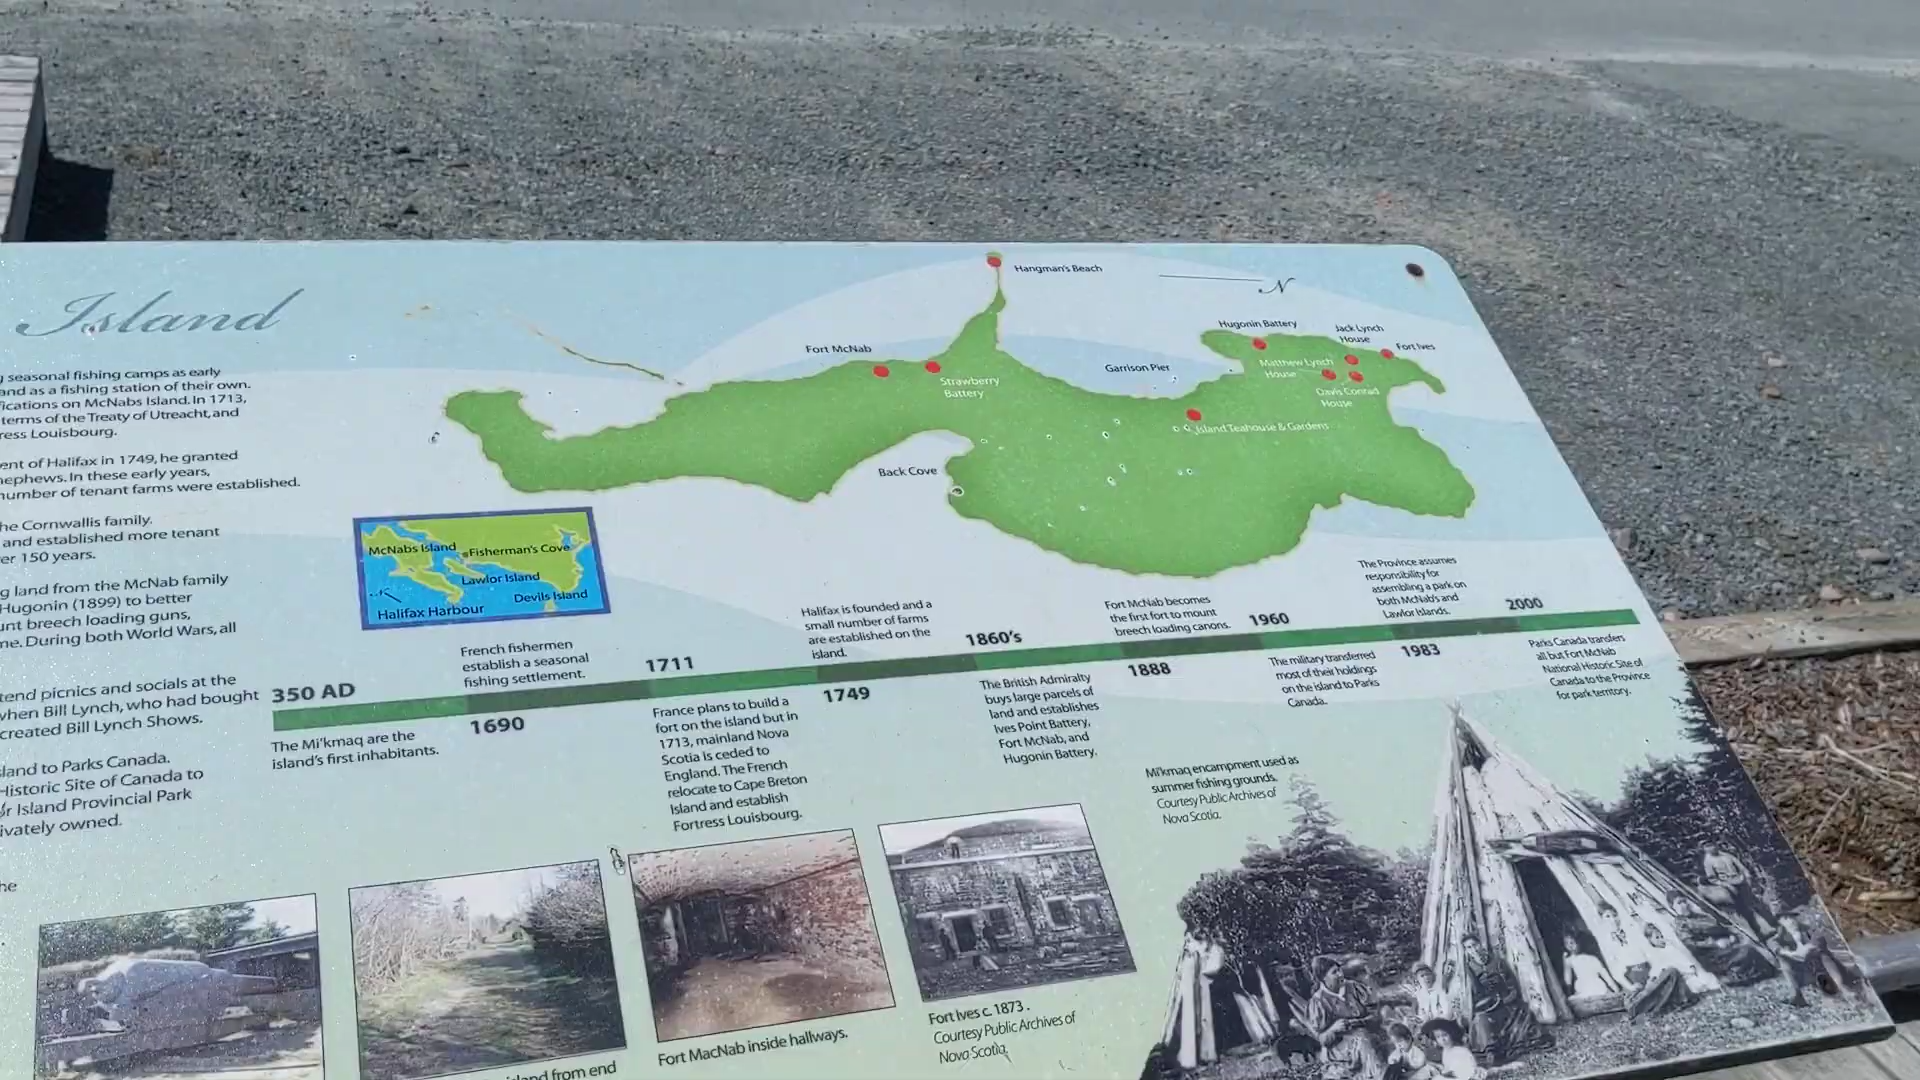 Island
seasonal fishing camps as early
and as a fishing station of their own.
fications on McNabs Island. In 1713,
terms of the Treaty of Utreacht, and
ress Louisbourg.
ent of Halifax in 1749, he granted
nephews. In these early years,
number of tenant farms were established.
he Cornwallis family.
and established more tenant
er 150 years.
g land from the McNab family
Hugonin (1899) to better
unt breech loading guns,
me. During both World Wars, all
tend picnics and socials at the
when Bill Lynch, who had bought
created Bill Lynch Shows.
sland to Parks Canada.
Historic Site of Canada to
or Island Provincial Park
ivately owned.
he
Hangman's Beach
N
Fort McNab
Strawberry
Battery
Garrison Pier
Hugonin Battery
Jack Lynch
House
Fort Ives
Matthew Lynch
House
Davis Conrad
House
Island Teahouse & Gardens
Back Cove
McNabs Island
Fisherman's Cove
Lawlor Island
Devils Island
Halifax Harbour
350 AD
The Mi'kmaq are the
island's first inhabitants.
French fishermen
establish a seasonal
fishing settlement.
1690
1711
France plans to build a
fort on the island but in
1713, mainland Nova
Scotia is ceded to
England. The French
relocate to Cape Breton
Island and establish
Fortress Louisbourg.
Halifax is founded and a
small number of farms
are established on the
island.
1749
1860's
The British Admiralty
buys large parcels of
land and establishes
Ives Point Battery,
Fort McNab, and
Hugonin Battery.
Fort McNab becomes
the first fort to mount
breech loading canons.
1888
1960
The military transferred
most of their holdings
on the island to Parks
Canada.
The Province assumes
responsibility for
assembling a park on
both McNab's and
Lawlor Islands.
1983
2000
Parks Canada transfers
all but Fort McNab
National Historic Site of
Canada to the Province
for park territory.
Mi'kmaq encampment used as
summer fishing grounds.
Courtesy Public Archives of
Nova Scotia.
island from end
Fort MacNab inside hallways.
Fort Ives c. 1873.
Courtesy Public Archives of
Nova Scotia.